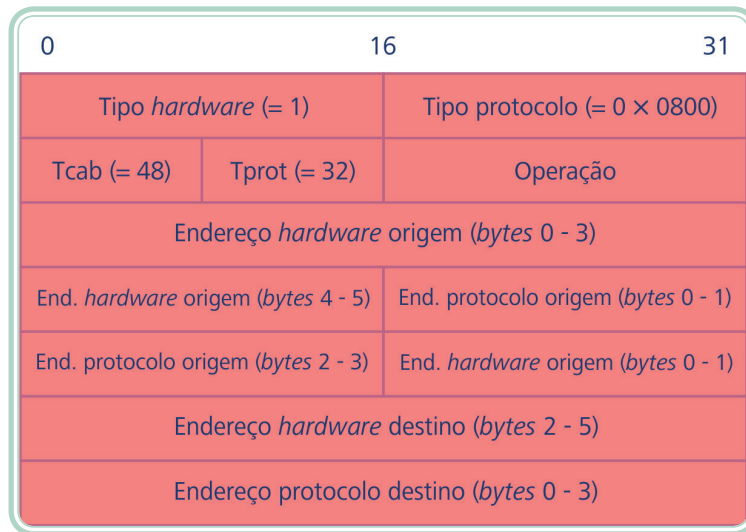 0 16 31
Tipo hardware (= 1) Tipo protocolo (= 0 × 0800)
Tcab (= 48) Tprot (= 32) Operação
Endereço hardware origem (bytes 0 - 3)
End. hardware origem (bytes 4 - 5) End. protocolo origem (bytes 0 - 1)
End. protocolo origem (bytes 2 - 3) End. hardware origem (bytes 0 - 1)
Endereço hardware destino (bytes 2 - 5)
Endereço protocolo destino (bytes 0 - 3)